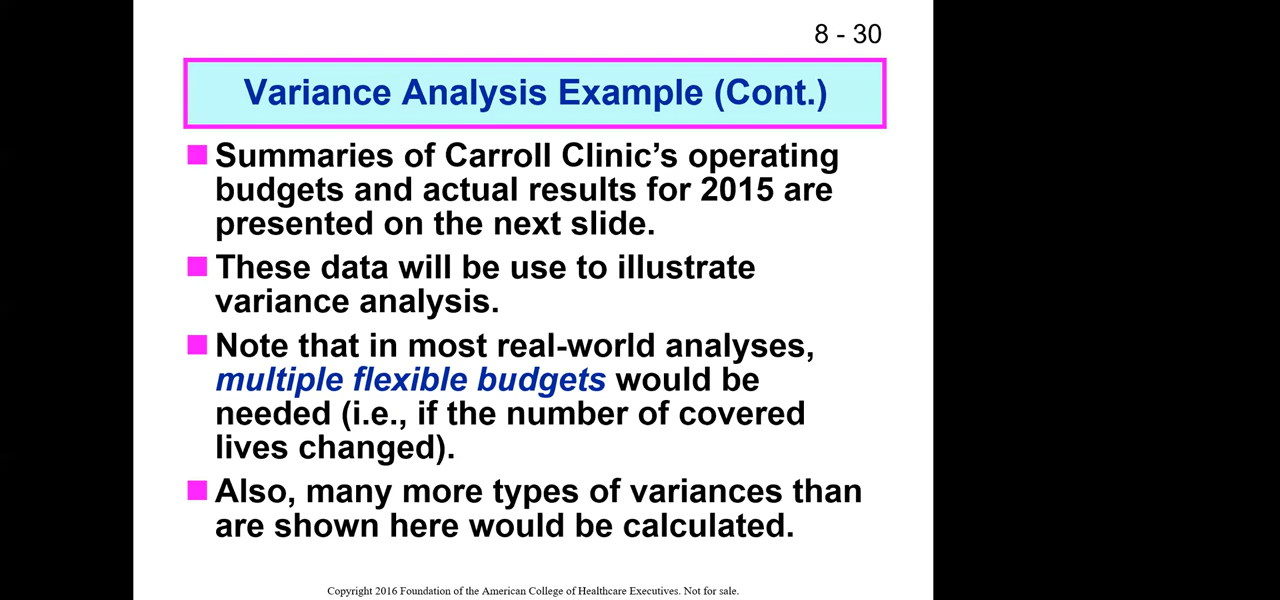 8 - 30
Variance Analysis Example (Cont.)
Summaries of Carroll Clinic’s operating
budgets and actual results for 2015 are
presented on the next slide.
These data will be use to illustrate
variance analysis.
Note that in most real-world analyses,
multiple flexible budgets would be
needed (i.e., if the number of covered
lives changed).
Also, many more types of variances than
are shown here would be calculated.
Copyright 2016 Foundation of the American College of Healthcare Executives. Not for sale.